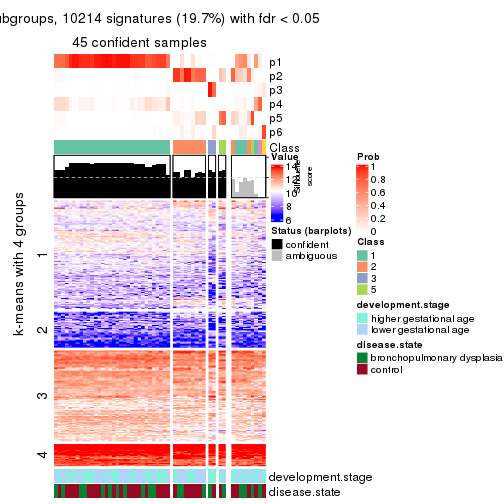 ubgroups, 10214 signatures (19.7%) with fdr < 0.05
45 confident samples
p1
p2
p3
p4
p5
p6
Class
k-means with 4 groups
1
2
3
4
Value
14
12
10
8
6
score
Status (barplots)
confident
ambiguous
Prob
1
0.8
0.6
0.4
0.2
0
Class
1
2
3
5
development.stage
higher gestational age
lower gestational age
disease.state
bronchopulmonary dysplasia
control
development.stage
disease.state